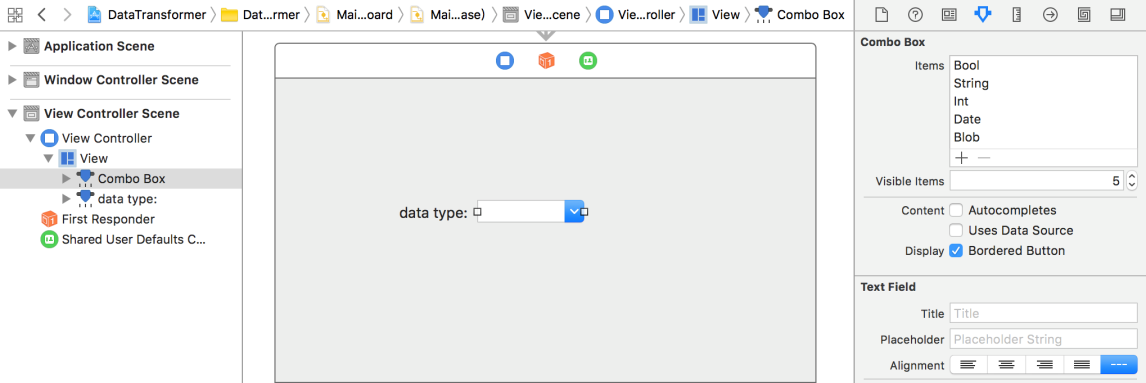 DataTransformer Dat...rmer Mai...oard Mai...ase) Vie...cene Vie...roller View Combo Box
Application Scene
Window Controller Scene
View Controller Scene
View Controller
View
Combo Box
data type:
First Responder
Shared User Defaults C...
data type:
Combo Box
Items
Bool
String
Int
Date
Blob
Visible Items 5
Content Autocompletes
Uses Data Source
Display Bordered Button
Text Field
Title Title
Placeholder Placeholder String
Alignment